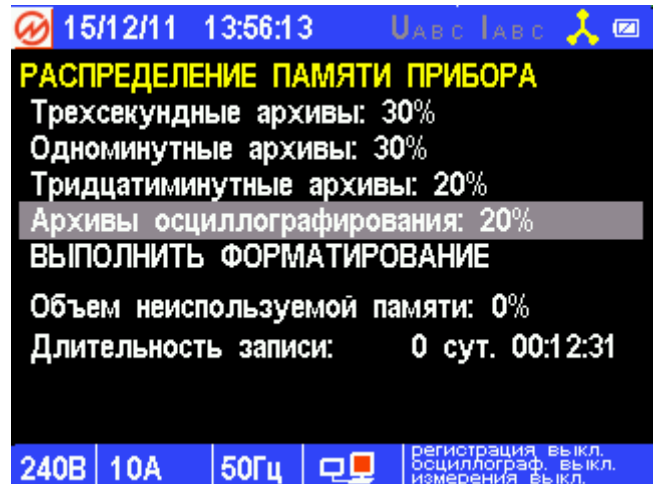 15/12/11 13:56:13 UABC IABC
РАСПРЕДЕЛЕНИЕ ПАМЯТИ ПРИБОРА
Трехсекундные архивы: 30%
Одноминутные архивы: 30%
Тридцатиминутные архивы: 20%
Архивы осциллографирования: 20%
ВЫПОЛНИТЬ ФОРМАТИРОВАНИЕ
Объем неиспользуемой памяти: 0%
Длительность записи: 0 сут. 00:12:31
240В 10А 50Гц
регистрация выкл.
осциллограф. выкл.
измерения выкл.